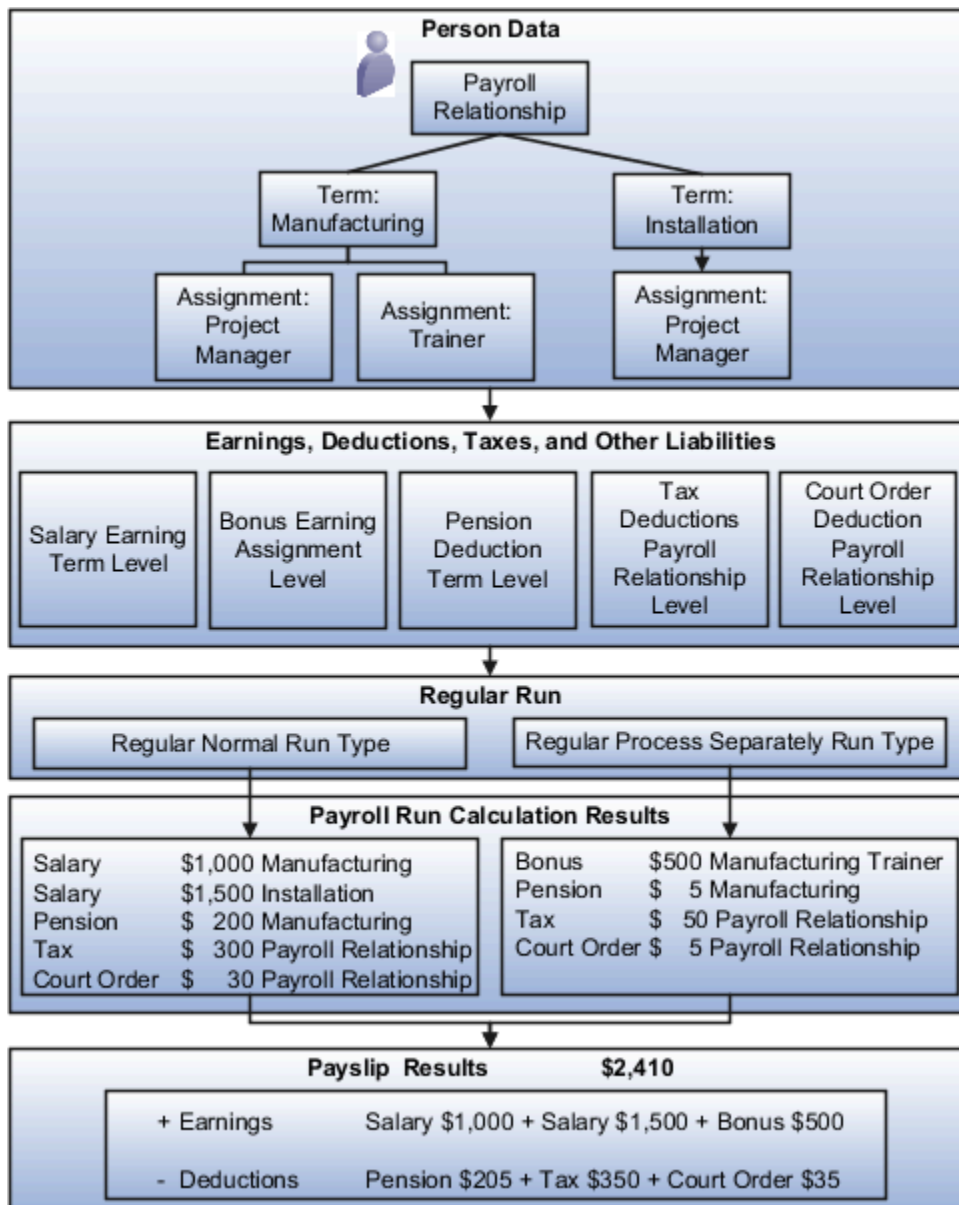 Person Data
Payroll
Relationship
Term:
Manufacturing
Term:
Installation
Assignment:
Project
Manager
Assignment:
Trainer
Assignment:
Project
Manager
Earnings, Deductions, Taxes, and Other Liabilities
Salary Earning
Term Level
Bonus Earning
Assignment
Level
Pension
Deduction
Term Level
Tax
Deductions
Payroll
Relationship
Level
Court Order
Deduction
Payroll
Relationship
Level
Regular Run
Regular Normal Run Type
Regular Process Separately Run Type
Payroll Run Calculation Results
Salary $1,000 Manufacturing
Salary $1,500 Installation
Pension $ 200 Manufacturing
Tax $ 300 Payroll Relationship
Court Order $ 30 Payroll Relationship
Bonus $500 Manufacturing Trainer
Pension $ 5 Manufacturing
Tax $ 50 Payroll Relationship
Court Order $ 5 Payroll Relationship
Payslip Results $2,410
+ Earnings Salary $1,000 + Salary $1,500 + Bonus $500
- Deductions Pension $205 + Tax $350 + Court Order $35